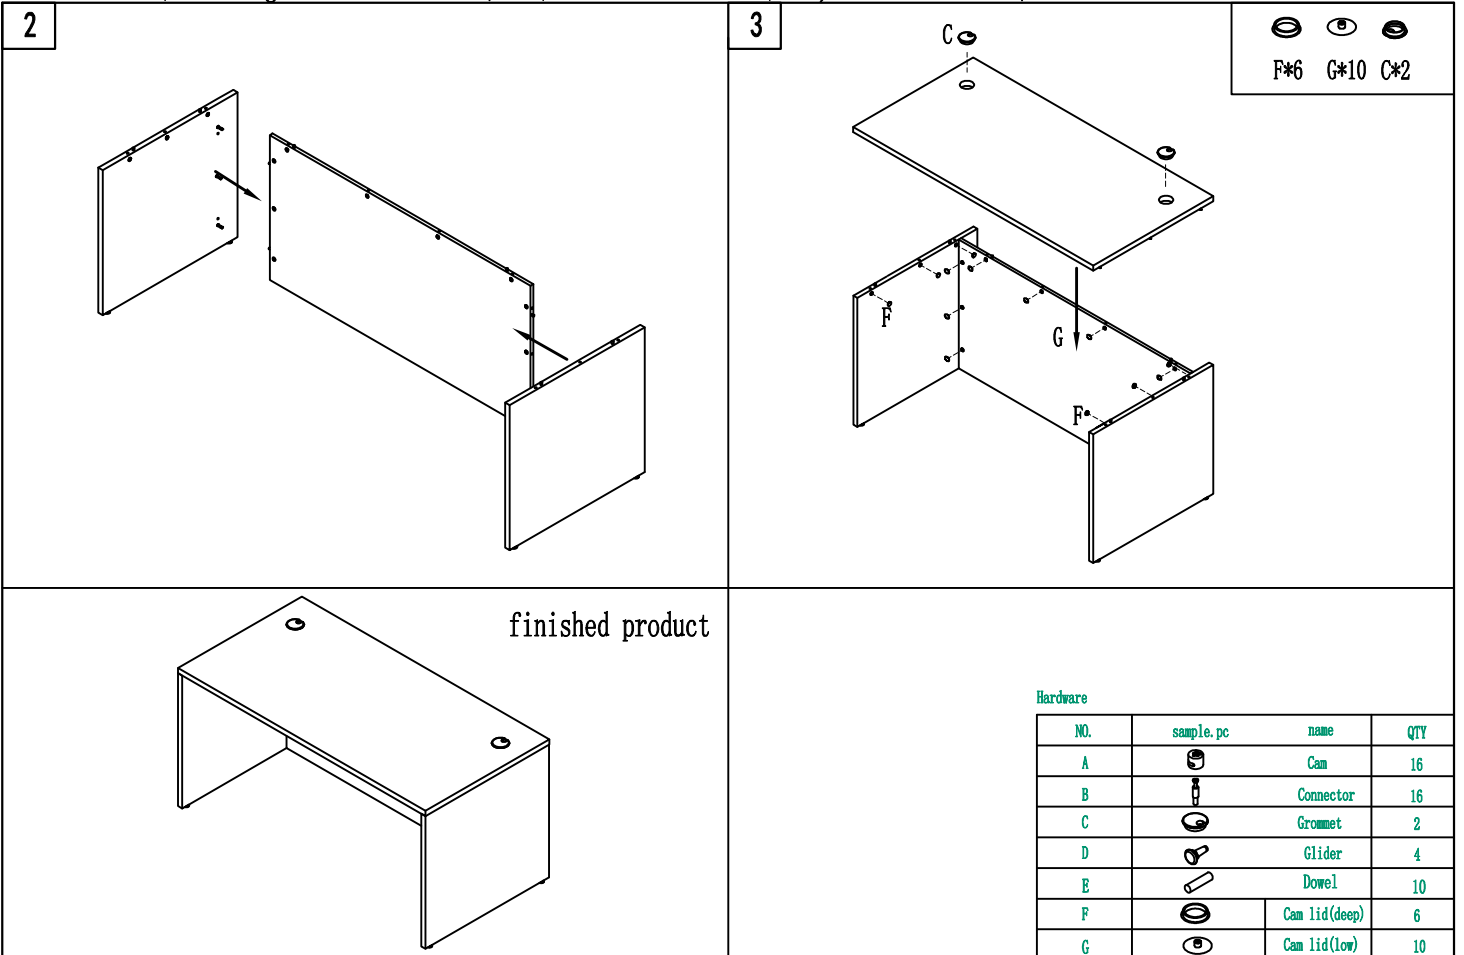 2
3
C
F*6 G*10 C*2
F
G
F
finished product
Hardware
NO. sample.pc name QTY
A Cam 16
B Connector 16
C Grommet 2
D Glider 4
E Dowel 10
F Cam lid(deep) 6
G Cam lid(low) 10